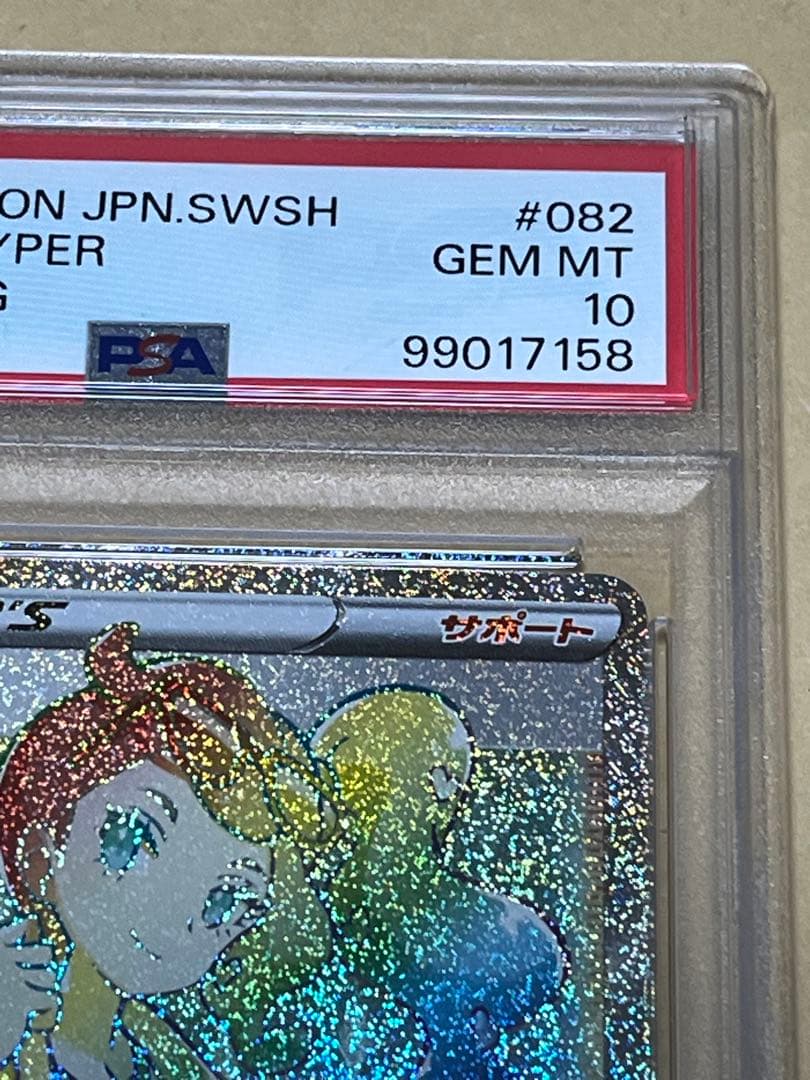 ON JPN.SWSH #082
YPER GEM MT
G 10
PSA 99017158
'S サポート